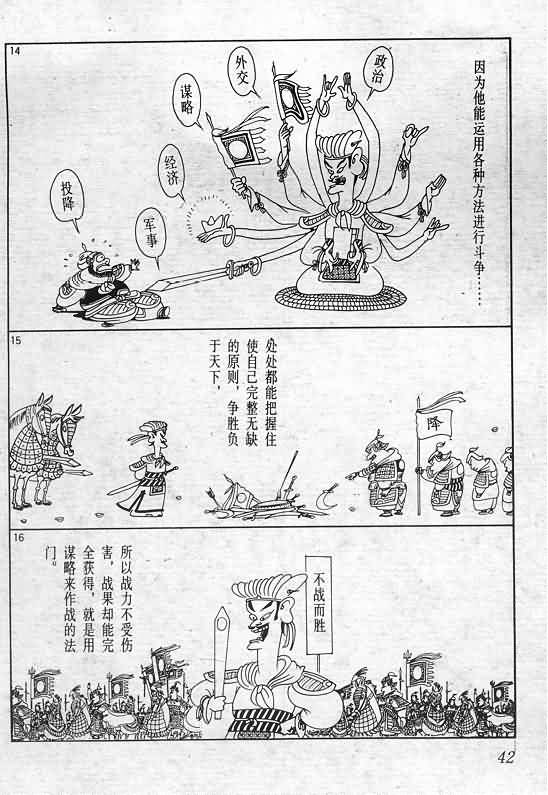 14
因为他能运用各种方法进行斗争……
政治
外交
谋略
经济
军事
投降
15
处处都能把握住
使自己完整无缺
的原则，争胜负
于天下，
降
16
不战而胜
所以战力不受伤
害，战果却能完
全获得，就是用
谋略来作战的法
门。
42